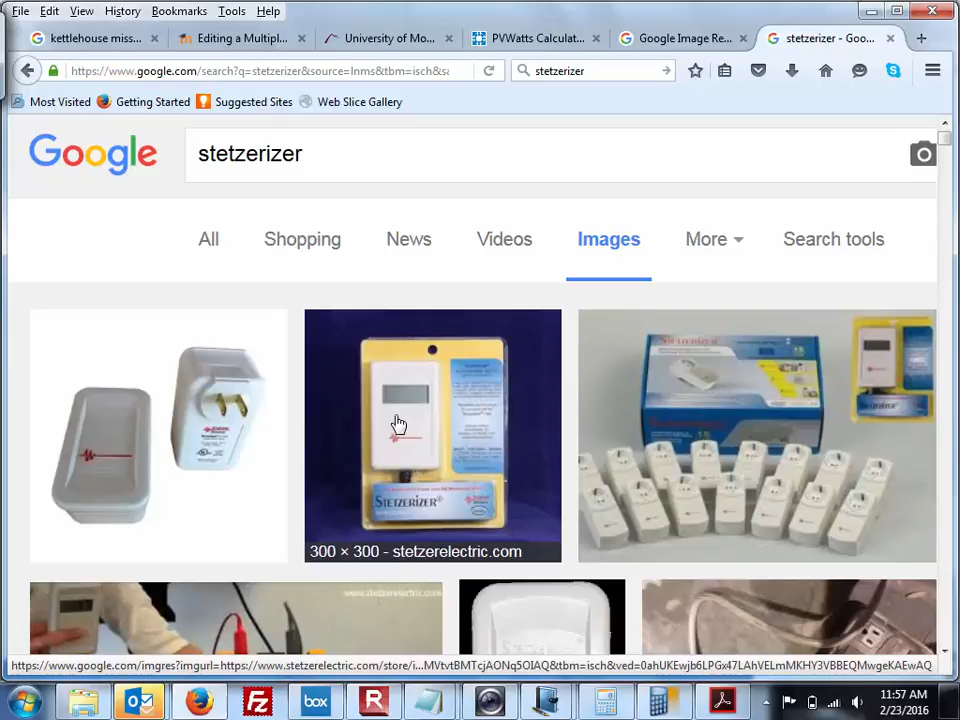 File Edit View History Bookmarks Tools Help
kettlehouse miss... Editing a Multipl... University of Mo... PVWatts Calculat... Google Image Re... stetzerizer - Goo...
https://www.google.com/search?q=stetzerizer&source=lnms&tbm=isch&sa stetzerizer
Most Visited Getting Started Suggested Sites Web Slice Gallery
Google stetzerizer
All Shopping News Videos Images More Search tools
STETZERIZER
STETZERIZER
15
300 × 300 - stetzerelectric.com
www.stetzerelectric.com
https://www.google.com/imgres?imgurl=https://www.stetzerelectric.com/store/i...MVtvtBMTcjAONq5OIAQ&tbm=isch&ved=0ahUKEwjb6LPGx47LAhVELmMKHY3VBBEQMwgeKAEwAQ
box
R
11:57 AM
2/23/2016